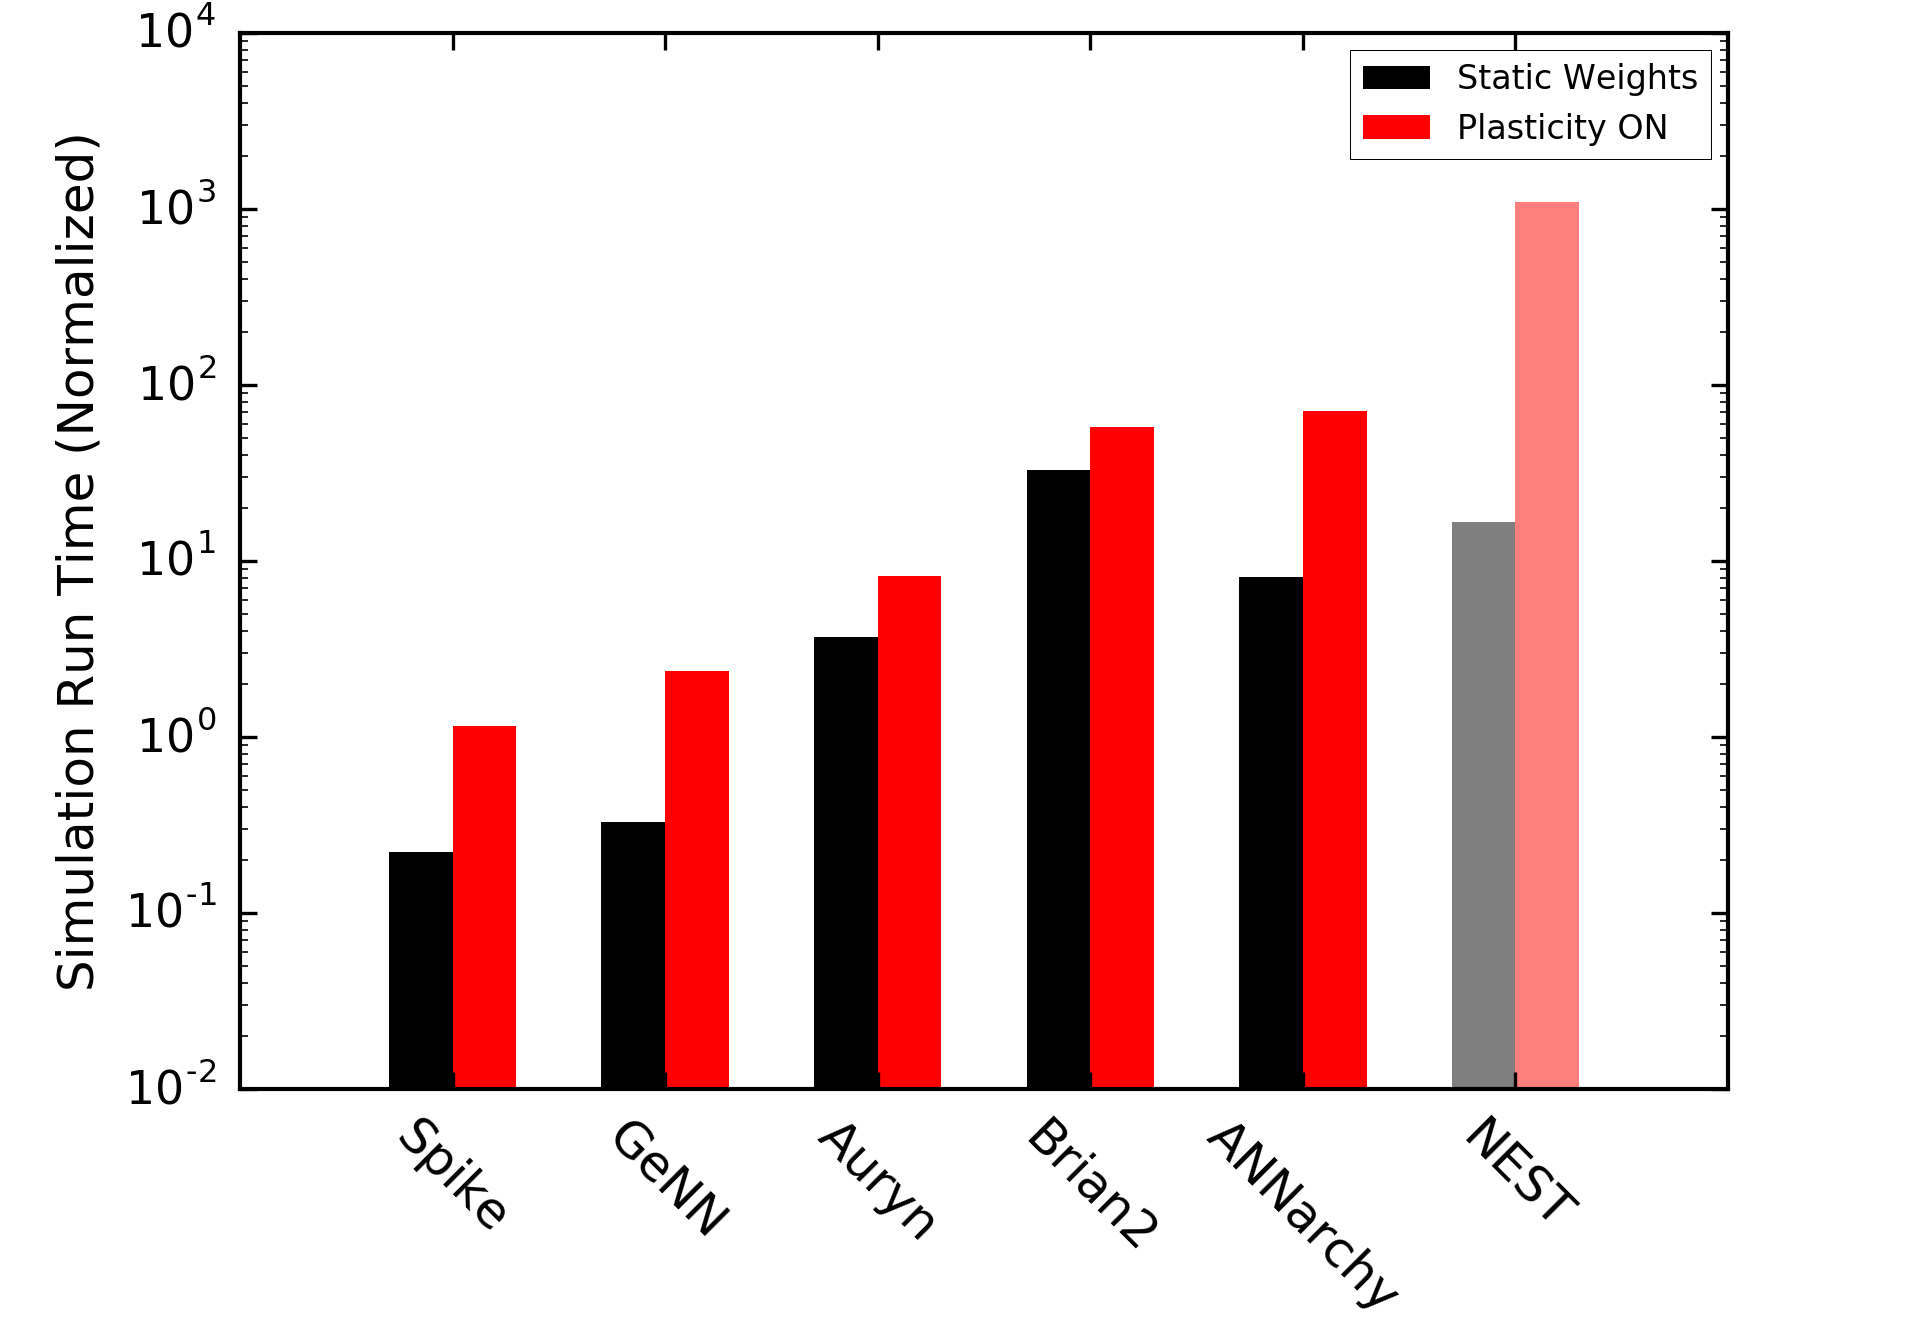 Simulation Run Time (Normalized)
10^4
10^3
10^2
10^1
10^0
10^-1
10^-2
Static Weights
Plasticity ON
Spike
GeNN
Auryn
Brian2
ANNarchy
NEST